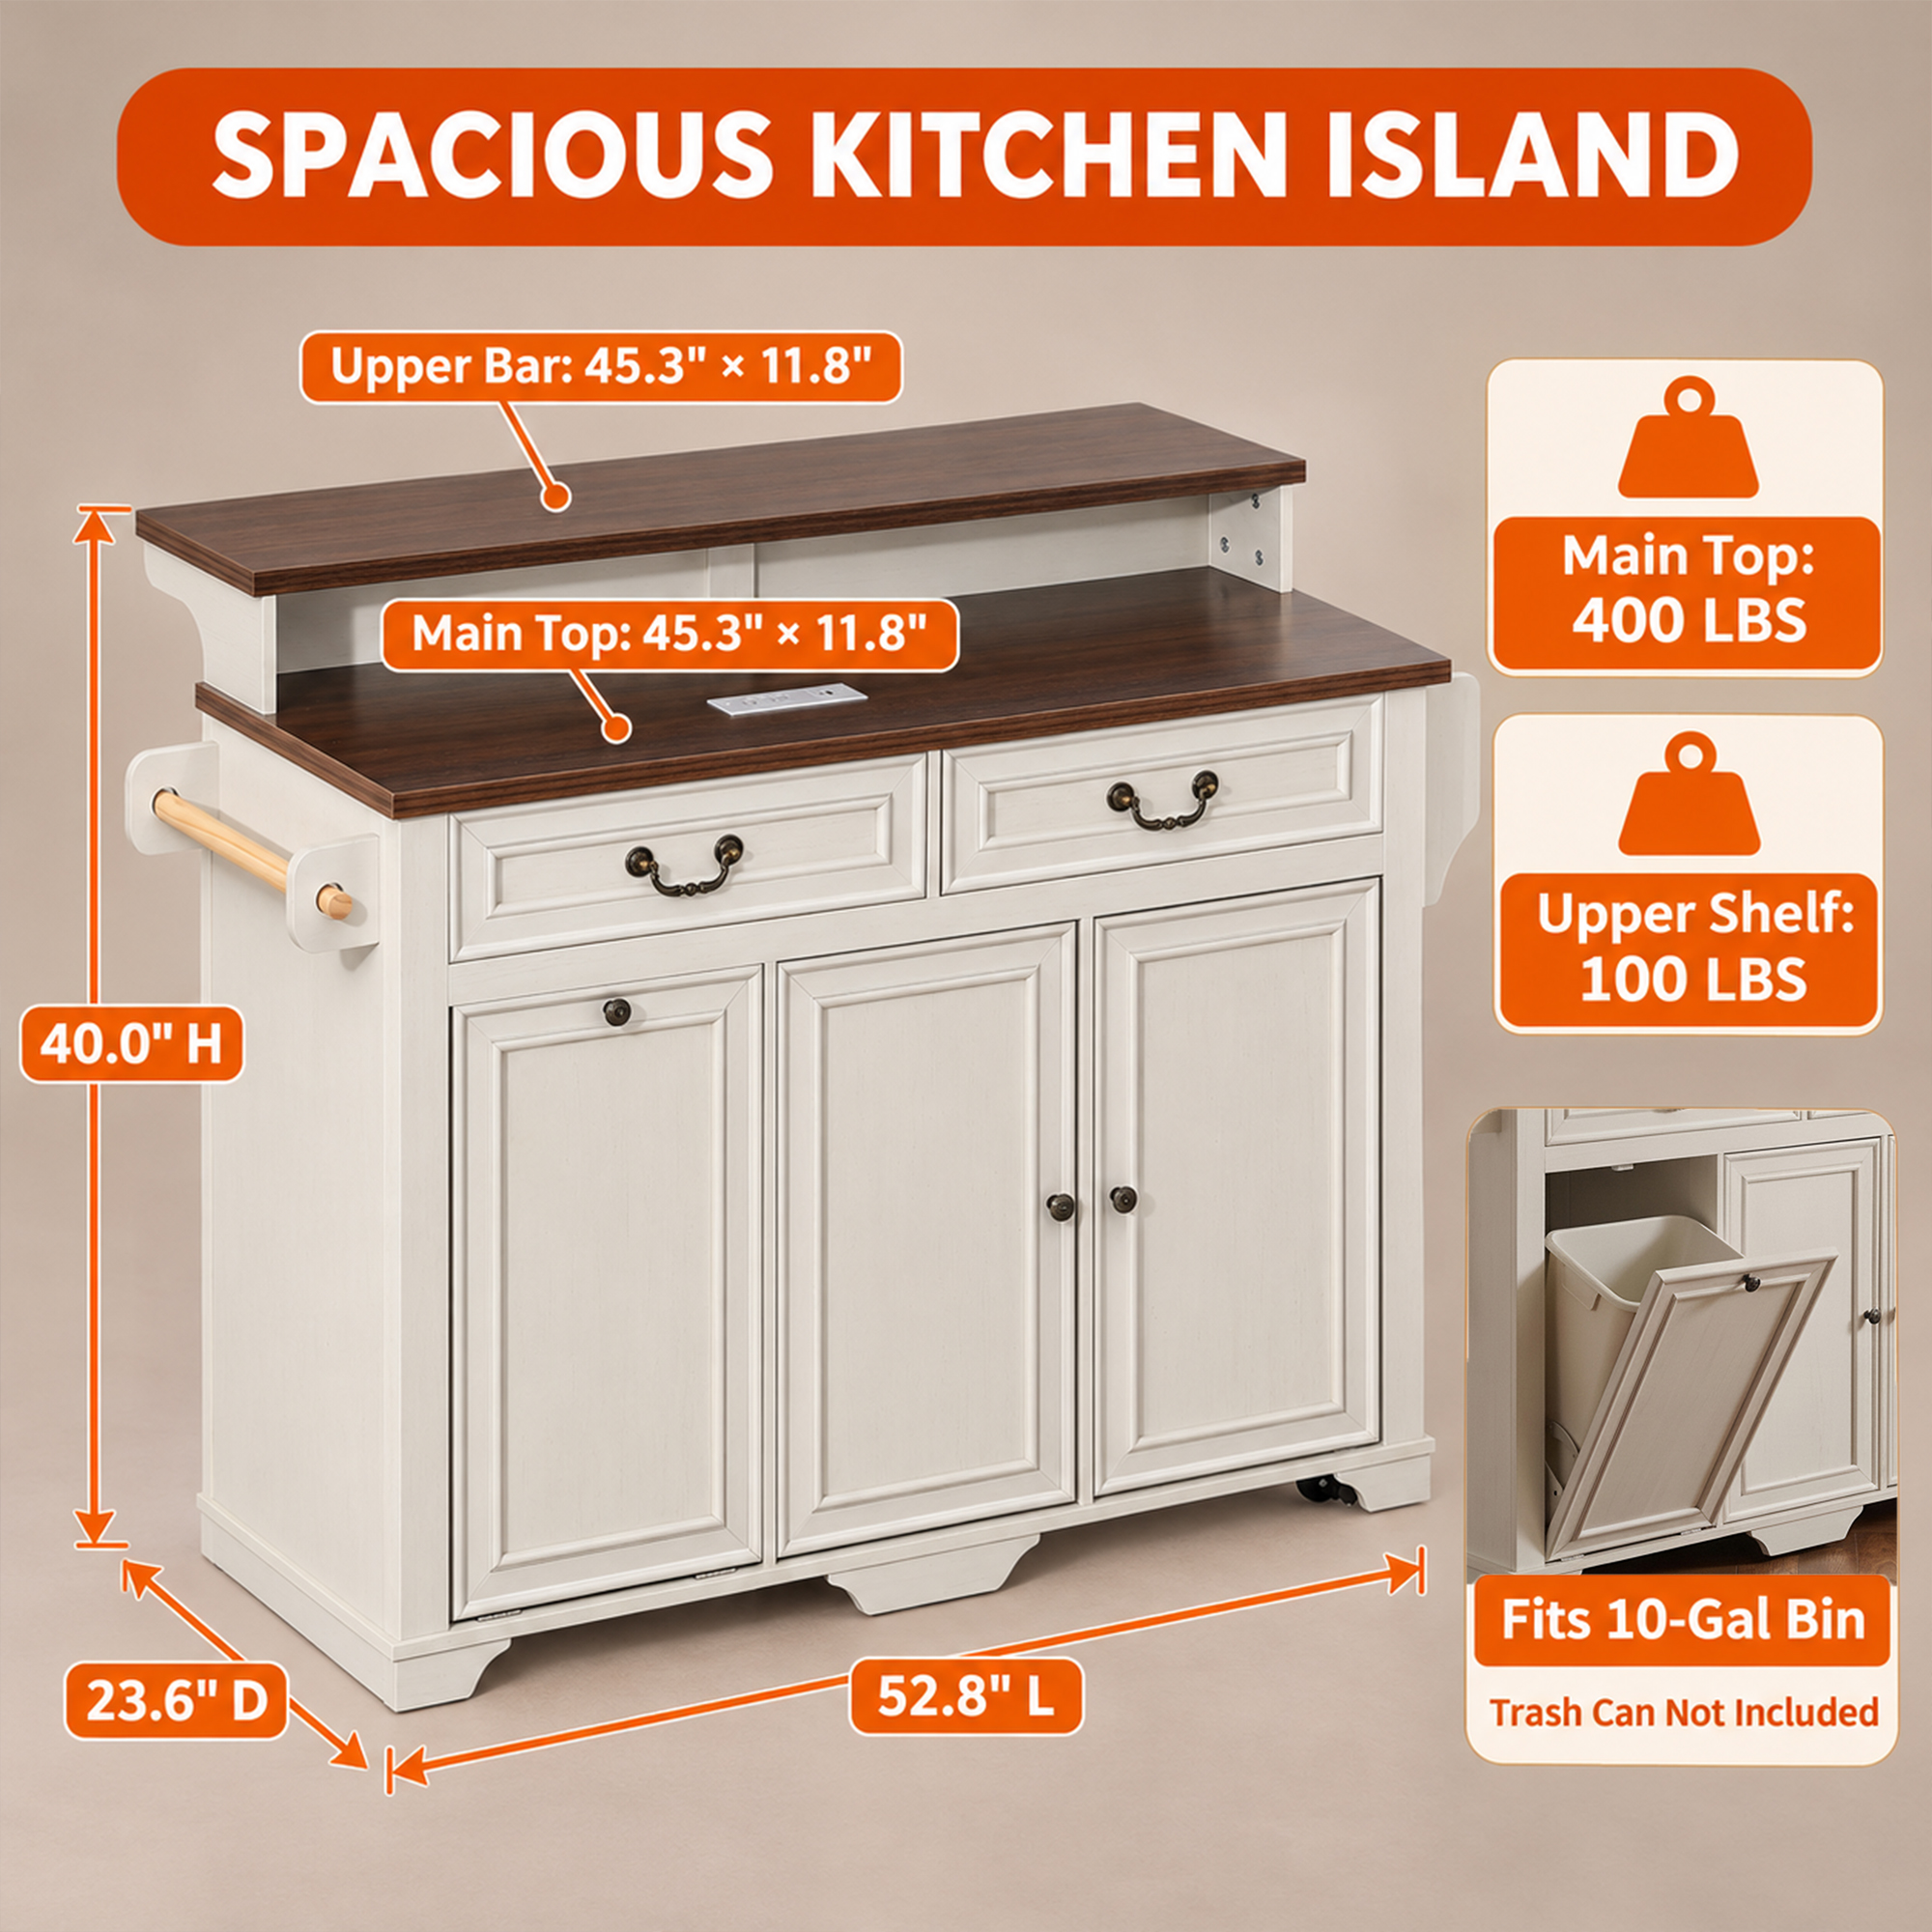 SPACIOUS KITCHEN ISLAND
Upper Bar: 45.3" × 11.8"
Main Top: 45.3" × 11.8"
Main Top:
400 LBS
Upper Shelf:
100 LBS
40.0" H
23.6" D
52.8" L
Fits 10-Gal Bin
Trash Can Not Included